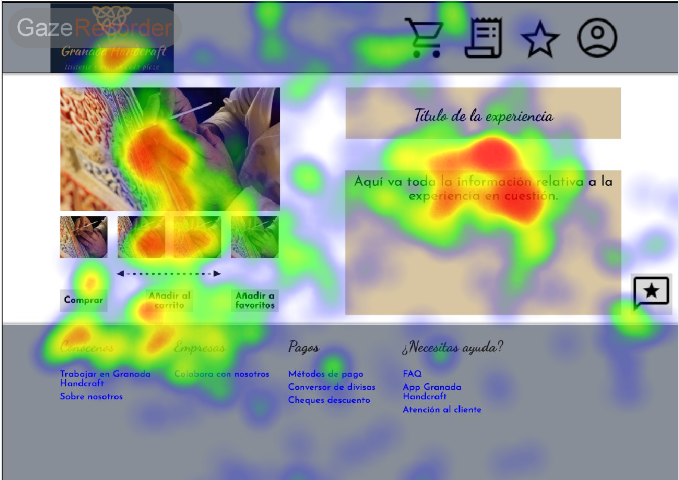 GazeRecorder
Granada Handcraft
Título de la experiencia
Aquí va toda la información relativa a la
experiencia en cuestión.
Comprar
Añadir al
carrito
Añadir a
favoritos
Conócenos
Empresas
Pagos
¿Necesitas ayuda?
Trabajar en Granada
Handcraft
Sobre nosotros
Colabora con nosotros
Métodos de pago
Conversor de divisas
Cheques descuento
FAQ
App Granada
Handcraft
Atención al cliente